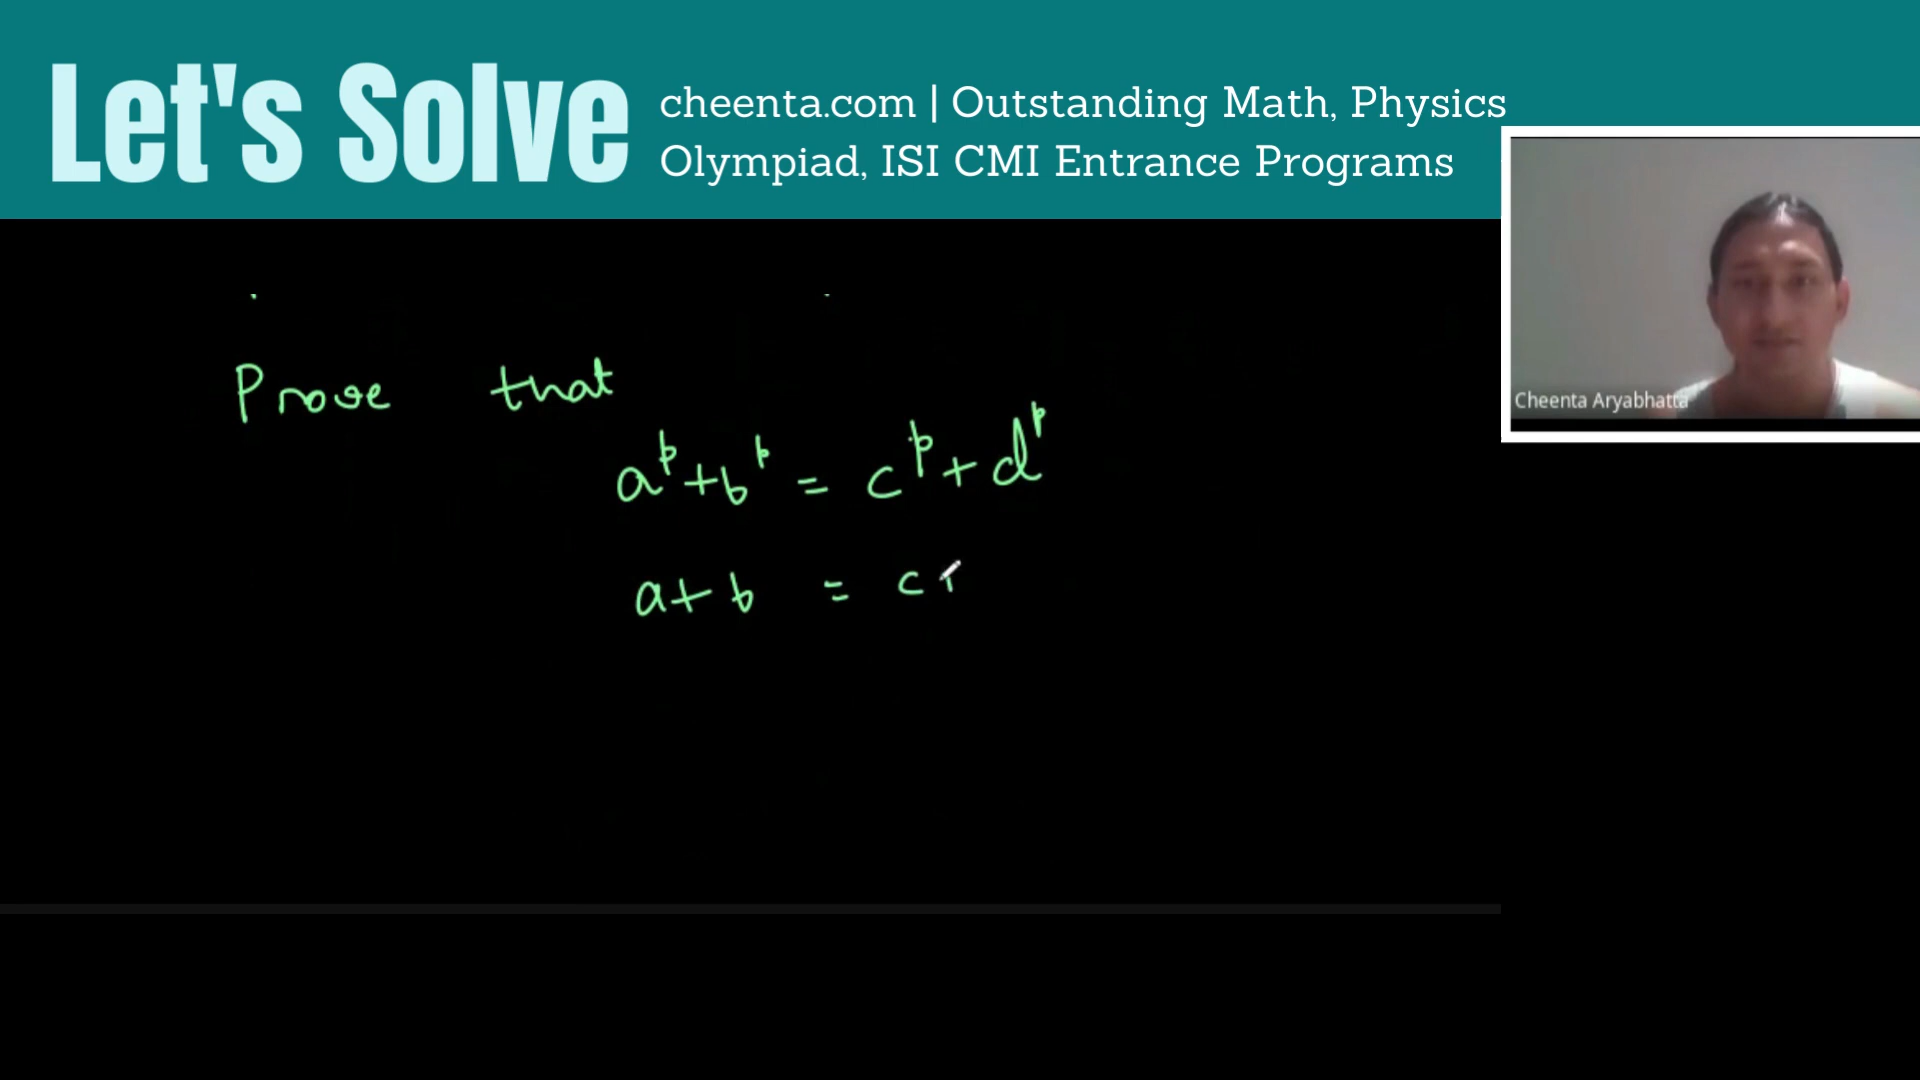 Let's Solve
cheenta.com | Outstanding Math, Physics
Olympiad, ISI CMI Entrance Programs
Cheenta Aryabhatta
Prove that
a^p + b^p = c^p + d^p
a + b = c